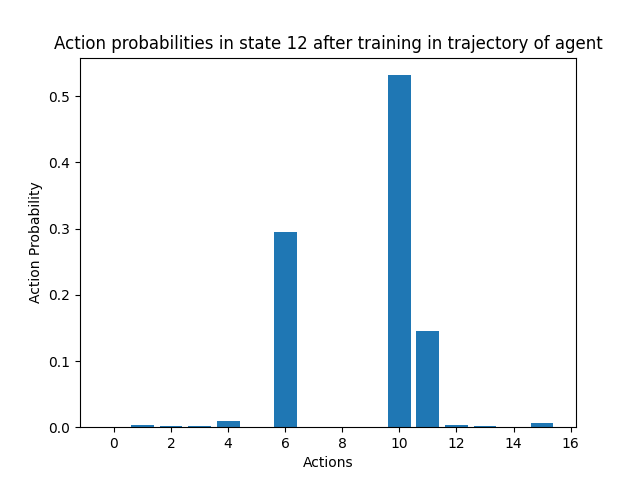 Action probabilities in state 12 after training in trajectory of agent
0.5
0.4
0.3
0.2
0.1
0.0
Action Probability
0 2 4 6 8 10 12 14 16
Actions